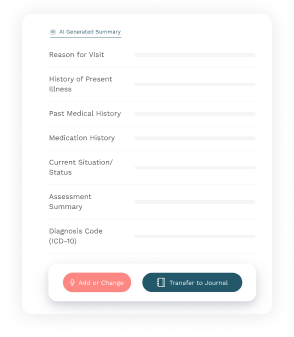 AI Generated Summary
Reason for Visit
History of Present
Illness
Past Medical History
Medication History
Current Situation/
Status
Assessment
Summary
Diagnosis Code
(ICD-10)
Add or Change
Transfer to Journal